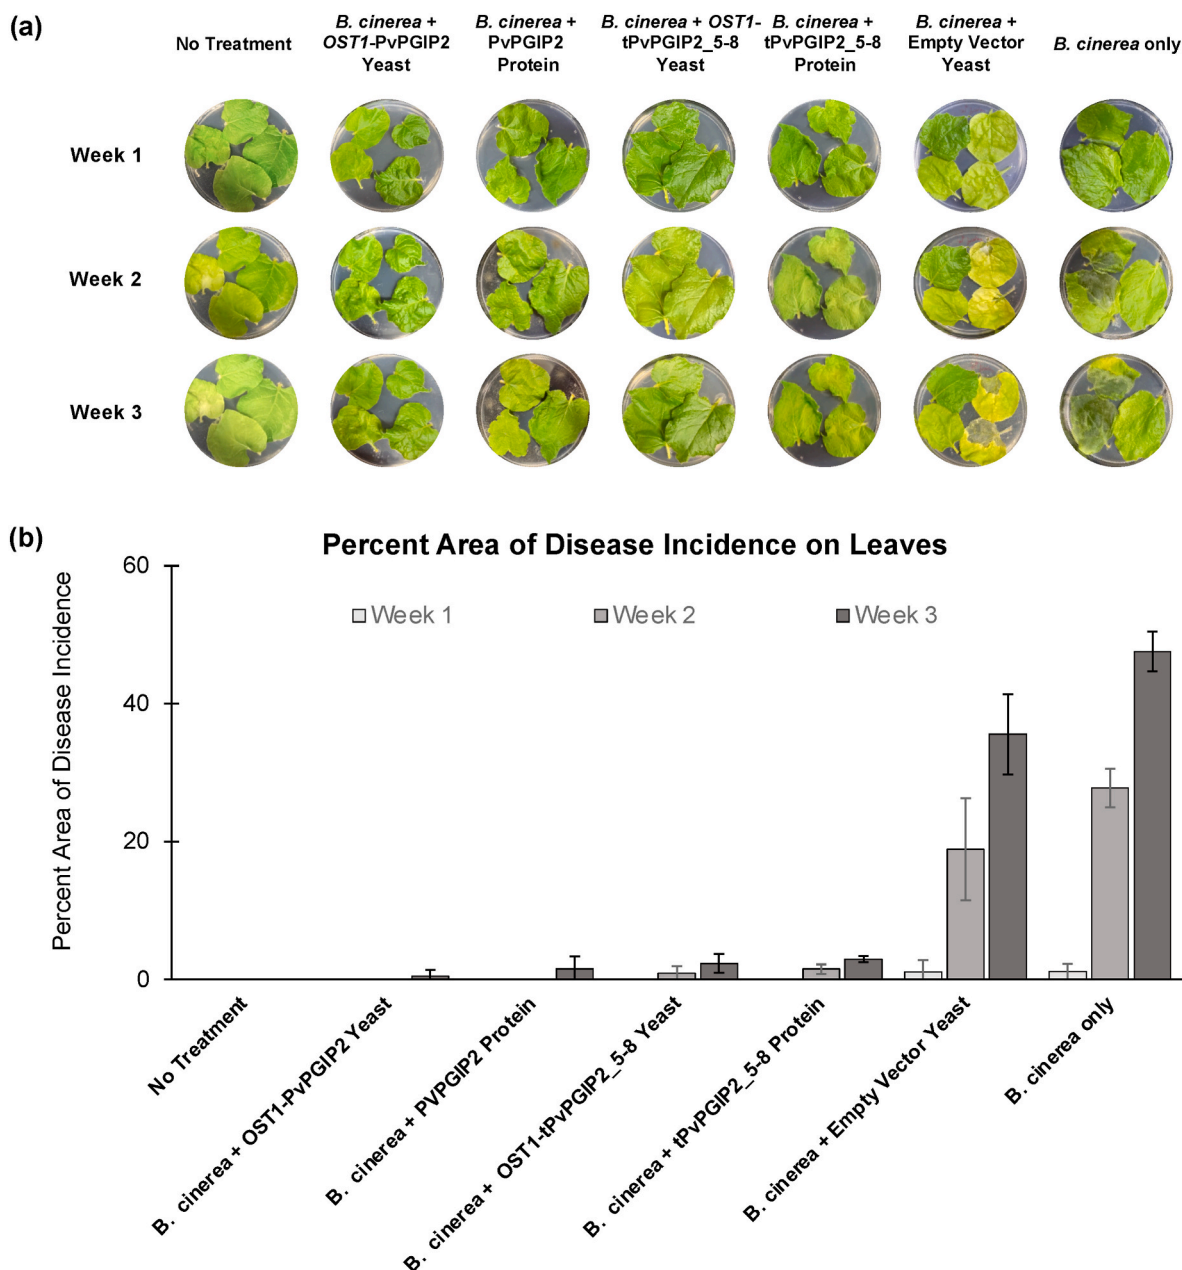 (a)
No Treatment
B. cinerea +
OST1-PvPGIP2
Yeast
B. cinerea +
PvPGIP2
Protein
B. cinerea + OST1-
tPvPGIP2_5-8
Yeast
B. cinerea +
tPvPGIP2_5-8
Protein
B. cinerea +
Empty Vector
Yeast
B. cinerea only
Week 1
Week 2
Week 3
(b)
Percent Area of Disease Incidence on Leaves
Percent Area of Disease Incidence
60
40
20
0
Week 1
Week 2
Week 3
No Treatment
B. cinerea + OST1-PvPGIP2 Yeast
B. cinerea + PVPGIP2 Protein
B. cinerea + OST1-tPvPGIP2_5-8 Yeast
B. cinerea + tPvPGIP2_5-8 Protein
B. cinerea + Empty Vector Yeast
B. cinerea only